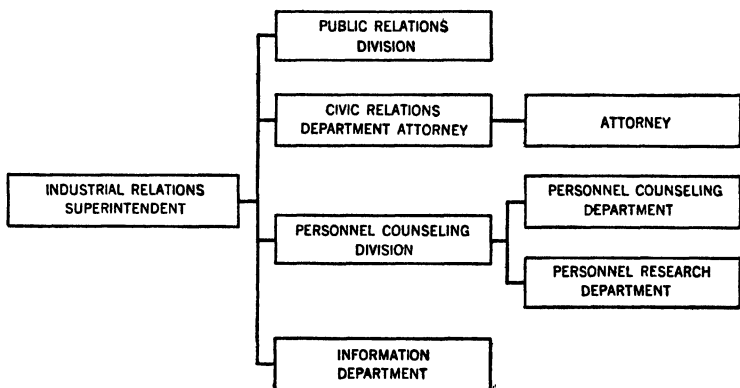 PUBLIC RELATIONS
DIVISION
CIVIC RELATIONS
DEPARTMENT ATTORNEY
ATTORNEY
INDUSTRIAL RELATIONS
SUPERINTENDENT
PERSONNEL COUNSELING
DIVISION
PERSONNEL COUNSELING
DEPARTMENT
PERSONNEL RESEARCH
DEPARTMENT
INFORMATION
DEPARTMENT